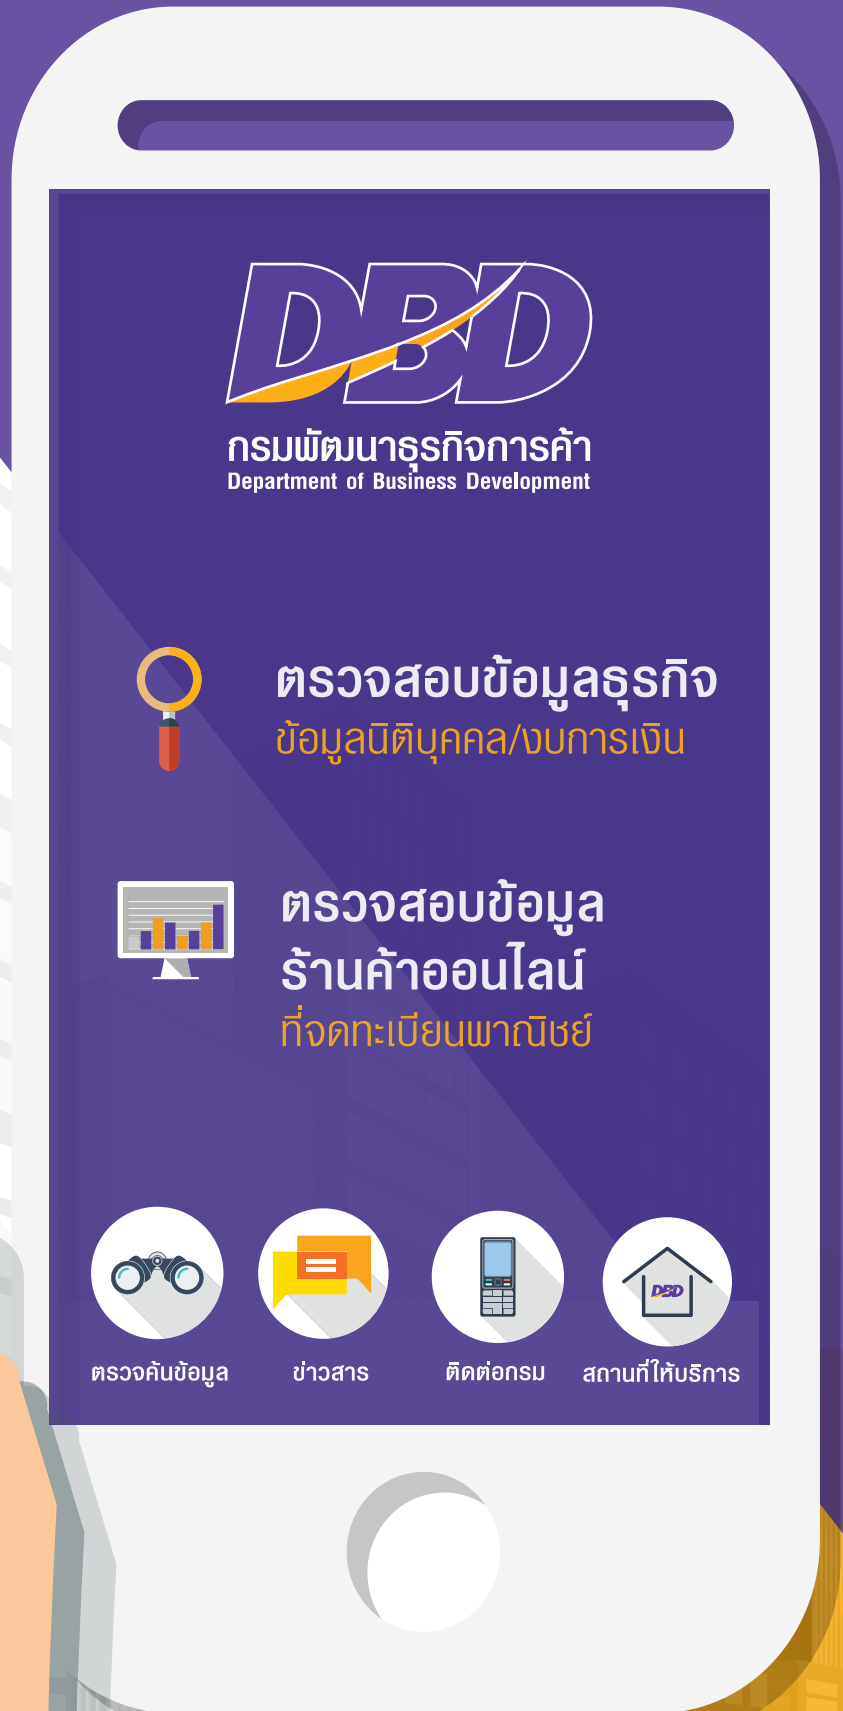 DBD
กรมพัฒนาธุรกิจการค้า
Department of Business Development
ตรวจสอบข้อมูลธุรกิจ
ข้อมูลนิติบุคคล/งบการเงิน
ตรวจสอบข้อมูล
ร้านค้าออนไลน์
ที่จดทะเบียนพาณิชย์
DBD
ตรวจค้นข้อมูล
ข่าวสาร
ติดต่อกรม
สถานที่ให้บริการ